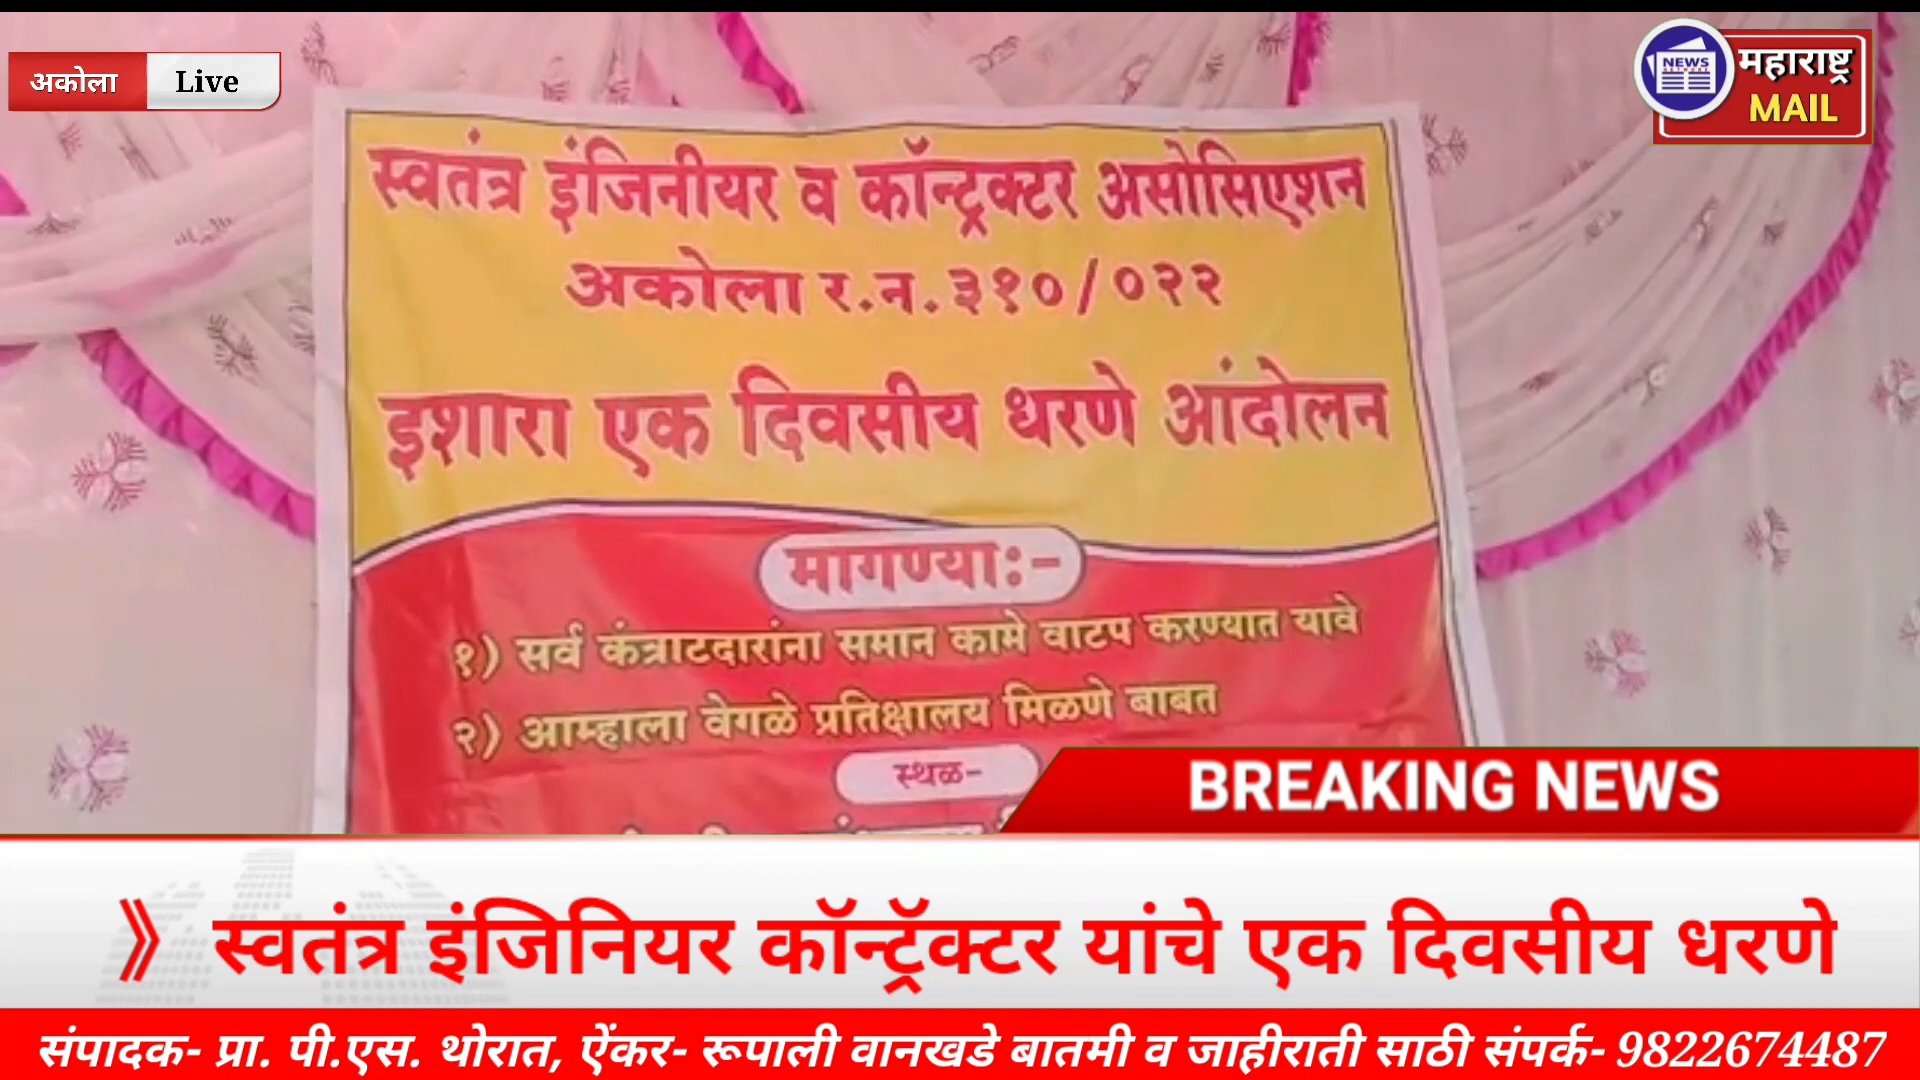 अकोला Live
NEWS
NETWORK
महाराष्ट्र
MAIL
स्वतंत्र इंजिनीयर व कॉन्ट्रक्टर असोसिएशन
अकोला र.न.३१०/०२२
इशारा एक दिवसीय धरणे आंदोलन
मागण्या:-
१) सर्व कंत्राटदारांना समान कामे वाटप करण्यात यावे
२) आम्हाला वेगळे प्रतिक्षालय मिळणे बाबत
स्थळ-
BREAKING NEWS
》स्वतंत्र इंजिनियर कॉन्ट्रॅक्टर यांचे एक दिवसीय धरणे
संपादक- प्रा. पी.एस. थोरात, ऐंकर- रूपाली वानखडे बातमी व जाहीराती साठी संपर्क- 9822674487